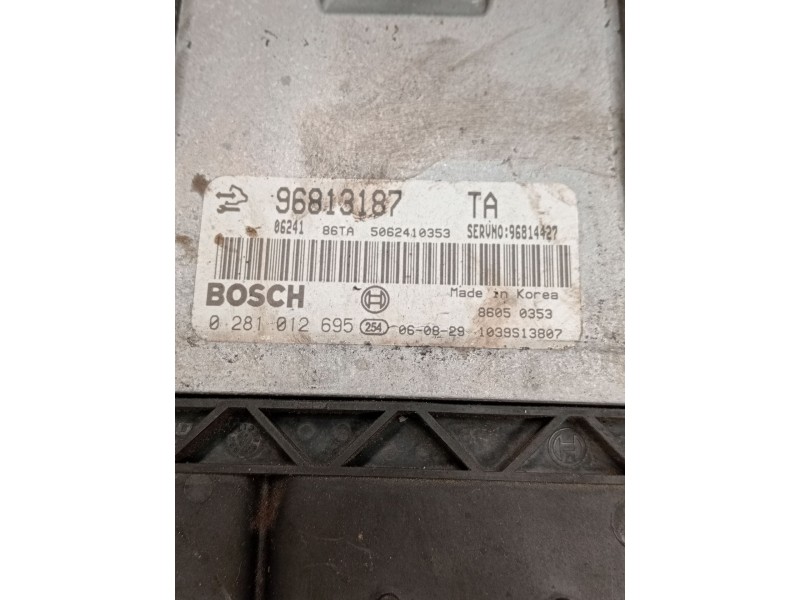 96813187 TA
06241 86TA 5062410353 SERVNO:96814427
BOSCH
Made in Korea
8605 0353
0 281 012 695 254 06-08-29 1039S13807